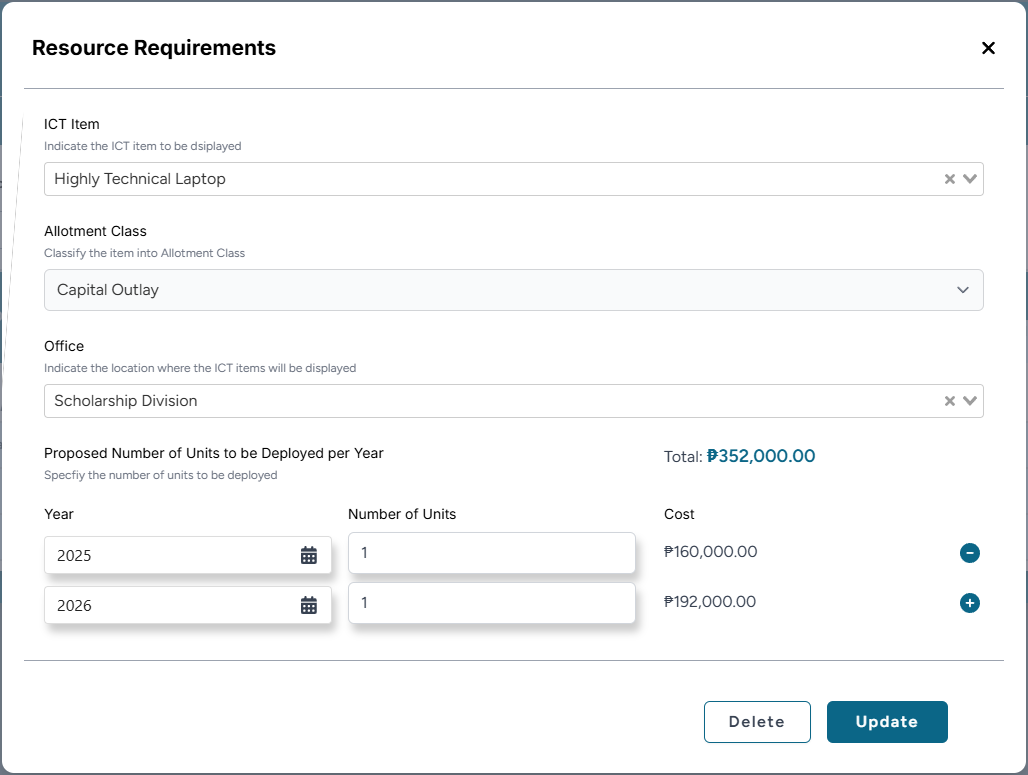 Resource Requirements
ICT Item
Indicate the ICT item to be dsiplayed
Highly Technical Laptop
Allotment Class
Classify the item into Allotment Class
Capital Outlay
Office
Indicate the location where the ICT items will be displayed
Scholarship Division
Proposed Number of Units to be Deployed per Year
Total: ₱352,000.00
Specfiy the number of units to be deployed
Year Number of Units Cost
2025 1 ₱160,000.00
2026 1 ₱192,000.00
Delete Update